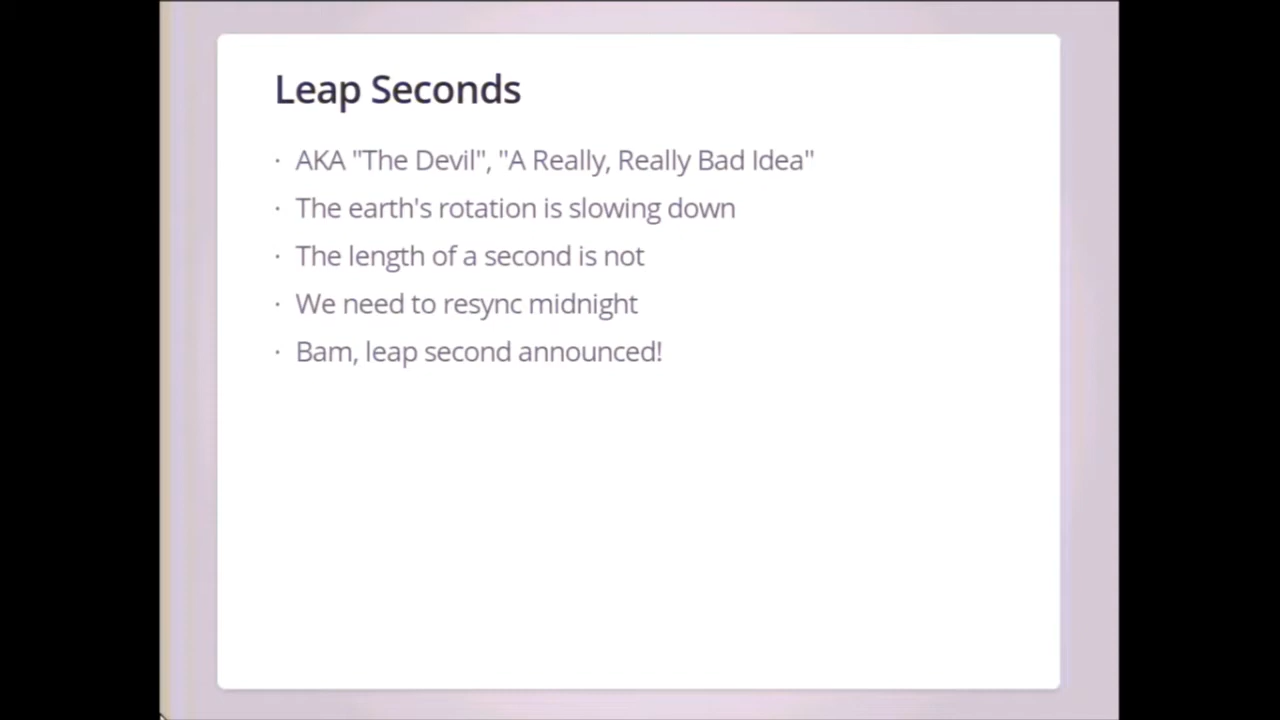 Leap Seconds
· AKA "The Devil", "A Really, Really Bad Idea"
· The earth's rotation is slowing down
· The length of a second is not
· We need to resync midnight
· Bam, leap second announced!